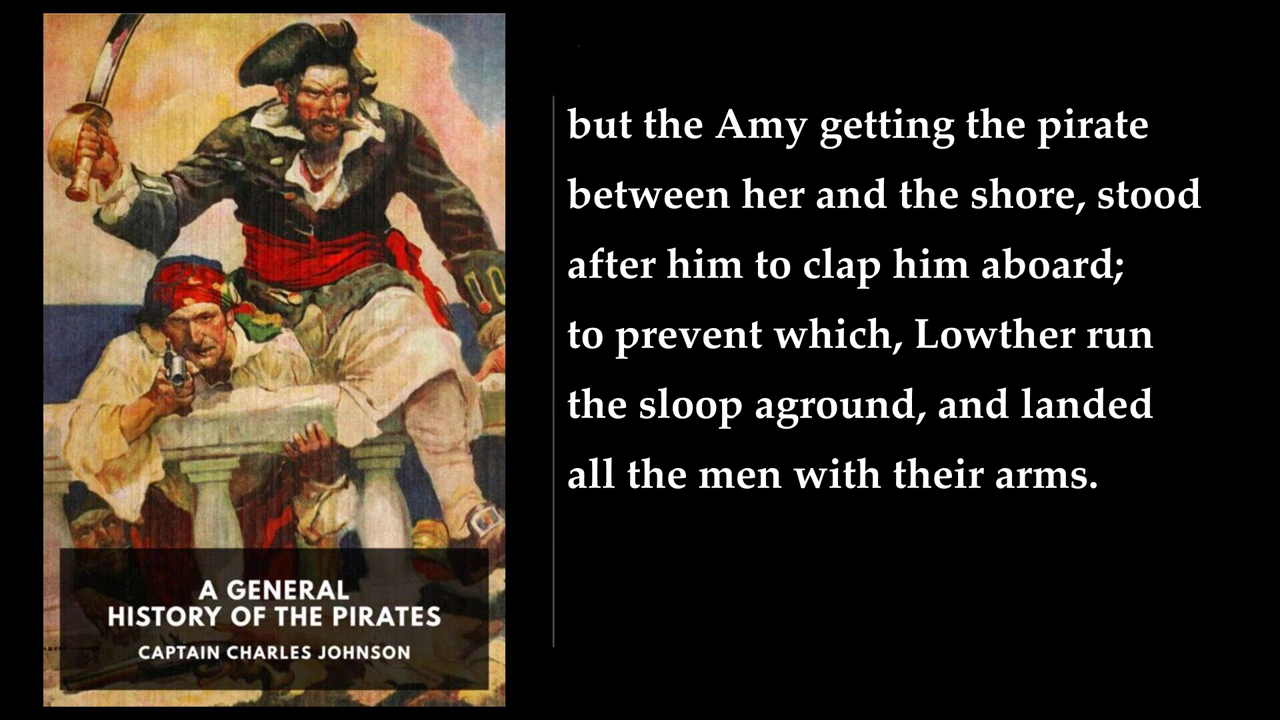 but the Amy getting the pirate
between her and the shore, stood
after him to clap him aboard;
to prevent which, Lowther run
the sloop aground, and landed
all the men with their arms.
A GENERAL
HISTORY OF THE PIRATES
CAPTAIN CHARLES JOHNSON